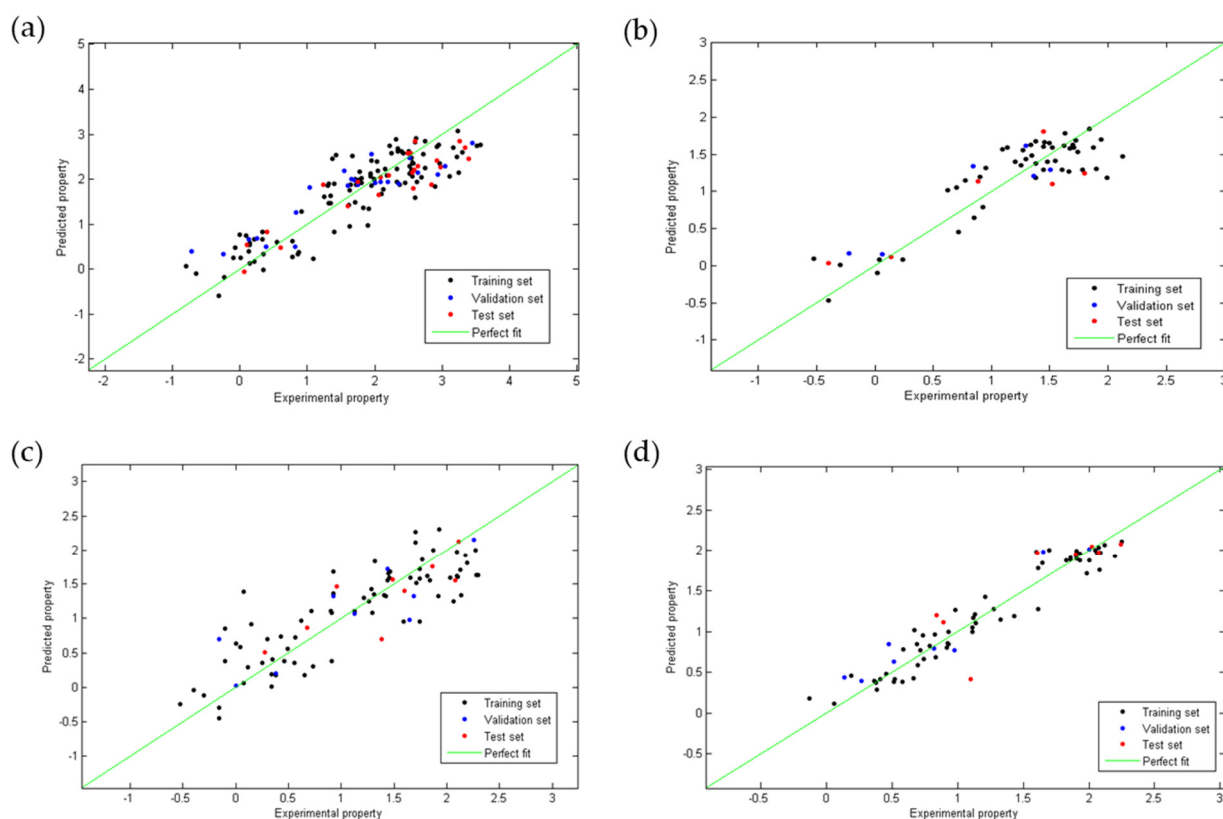 (a)
5
4
3
2
1
0
-1
-2
Predicted property
-2 -1 0 1 2 3 4 5
Experimental property
Training set
Validation set
Test set
Perfect fit
(b)
3
2.5
2
1.5
1
0.5
0
-0.5
-1
Predicted property
-1 -0.5 0 0.5 1 1.5 2 2.5 3
Experimental property
Training set
Validation set
Test set
Perfect fit
(c)
3
2.5
2
1.5
1
0.5
0
-0.5
-1
Predicted property
-1 -0.5 0 0.5 1 1.5 2 2.5 3
Experimental property
Training set
Validation set
Test set
Perfect fit
(d)
3
2.5
2
1.5
1
0.5
0
-0.5
Predicted property
-0.5 0 0.5 1 1.5 2 2.5 3
Experimental property
Training set
Validation set
Test set
Perfect fit